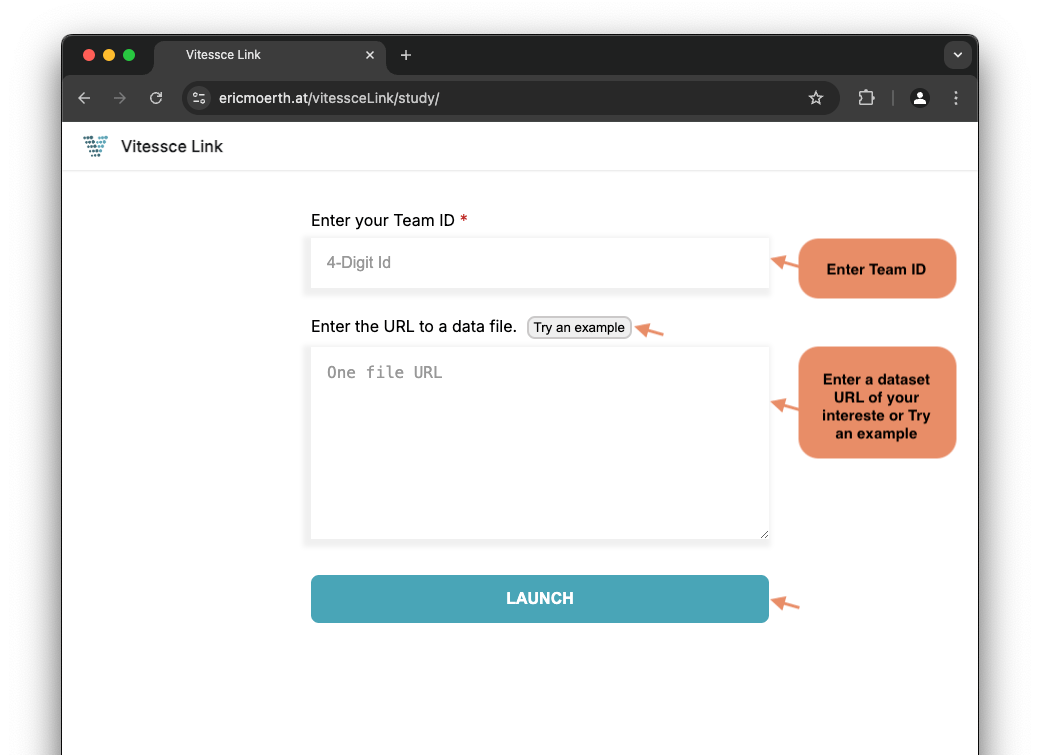 Vitessce Link
ericmoerth.at/vitessceLink/study/
Vitessce Link
Enter your Team ID *
4-Digit Id
Enter Team ID
Enter the URL to a data file.
Try an example
One file URL
Enter a dataset
URL of your
intereste or Try
an example
LAUNCH